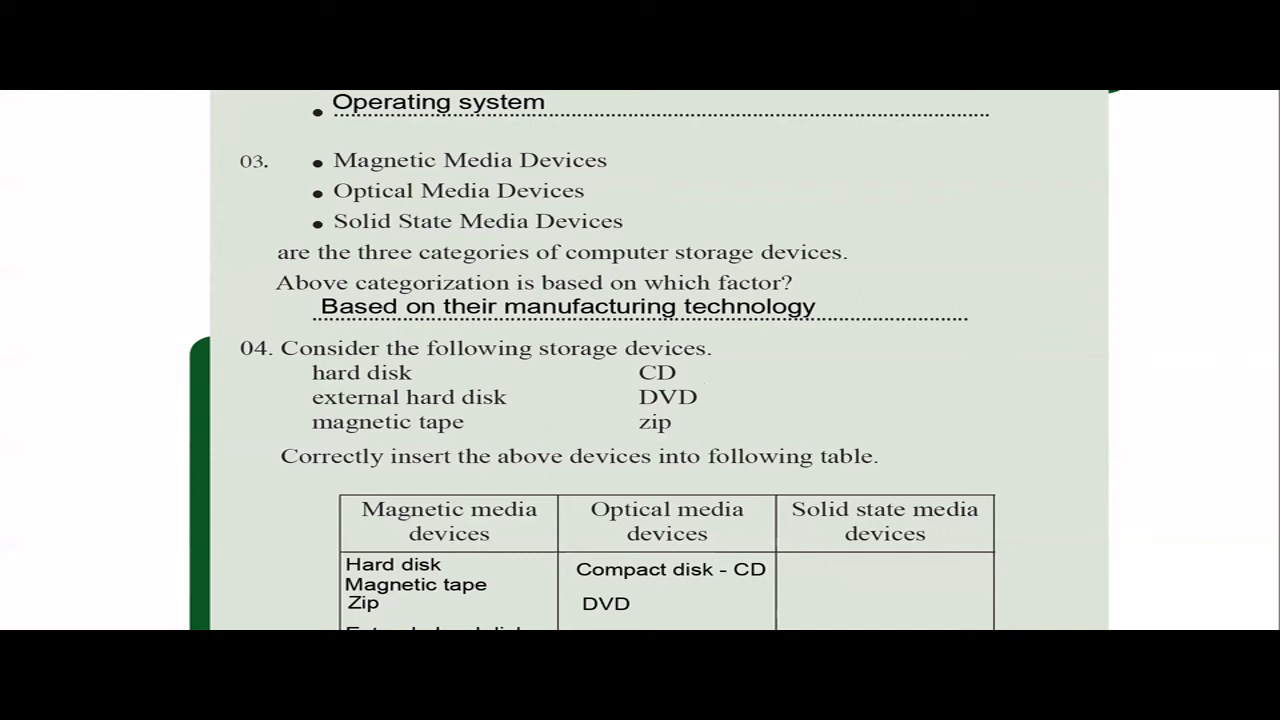 Operating system
03. • Magnetic Media Devices
• Optical Media Devices
• Solid State Media Devices
are the three categories of computer storage devices.
Above categorization is based on which factor?
Based on their manufacturing technology
04. Consider the following storage devices.
hard disk CD
external hard disk DVD
magnetic tape zip
Correctly insert the above devices into following table.
Magnetic media devices
Optical media devices
Solid state media devices
Hard disk
Magnetic tape
Zip
Compact disk - CD
DVD